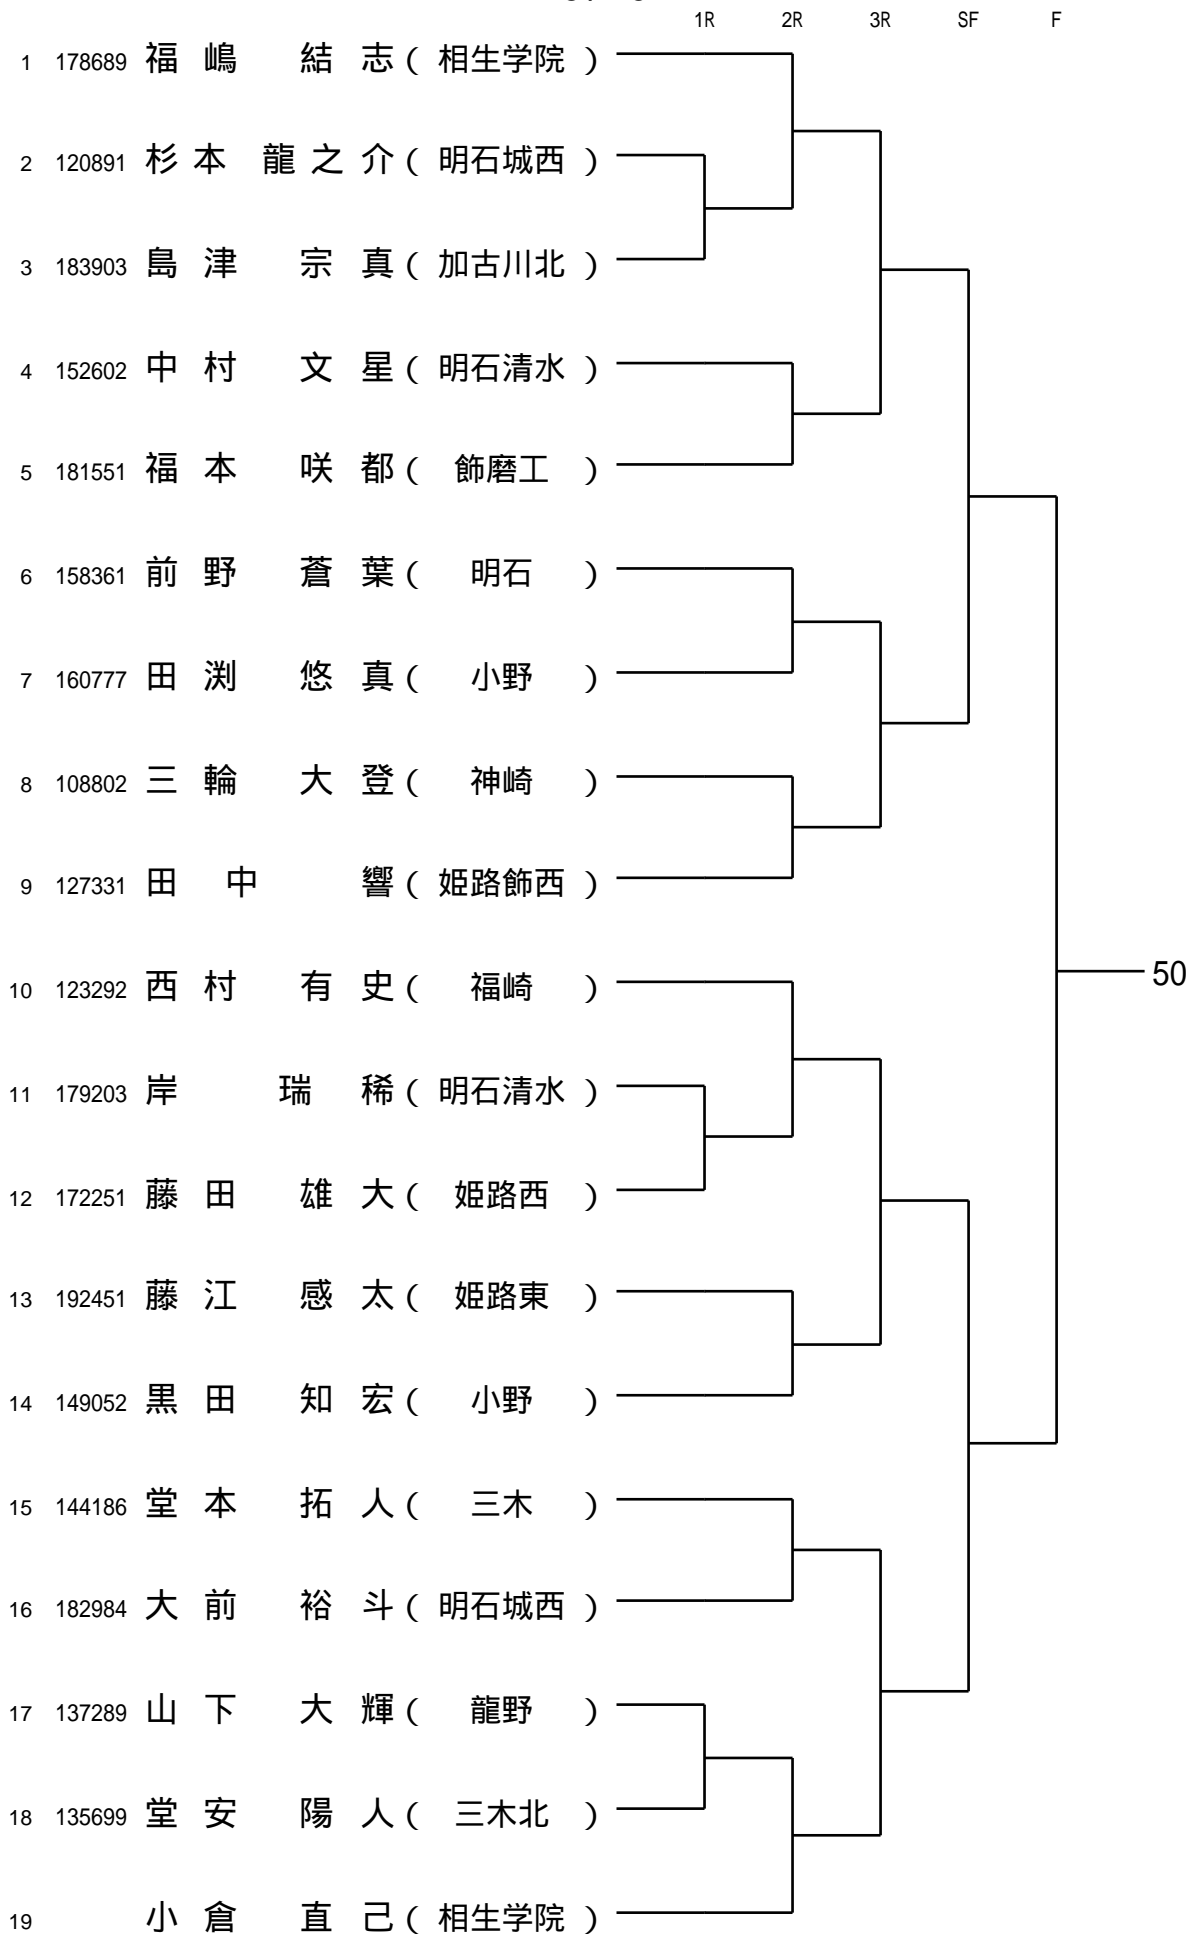 1R 2R 3R SF F
1 178689 福嶋 結志 ( 相生学院 )
2 120891 杉本 龍之介 ( 明石城西 )
3 183903 島津 宗真 ( 加古川北 )
4 152602 中村 文星 ( 明石清水 )
5 181551 福本 咲都 ( 飾磨工 )
6 158361 前野 蒼葉 ( 明石 )
7 160777 田渕 悠真 ( 小野 )
8 108802 三輪 大登 ( 神崎 )
9 127331 田中 響 ( 姫路飾西 )
50
10 123292 西村 有史 ( 福崎 )
11 179203 岸 瑞稀 ( 明石清水 )
12 172251 藤田 雄大 ( 姫路西 )
13 192451 藤江 感太 ( 姫路東 )
14 149052 黒田 知宏 ( 小野 )
15 144186 堂本 拓人 ( 三木 )
16 182984 大前 裕斗 ( 明石城西 )
17 137289 山下 大輝 ( 龍野 )
18 135699 堂安 陽人 ( 三木北 )
19 小倉 直己 ( 相生学院 )